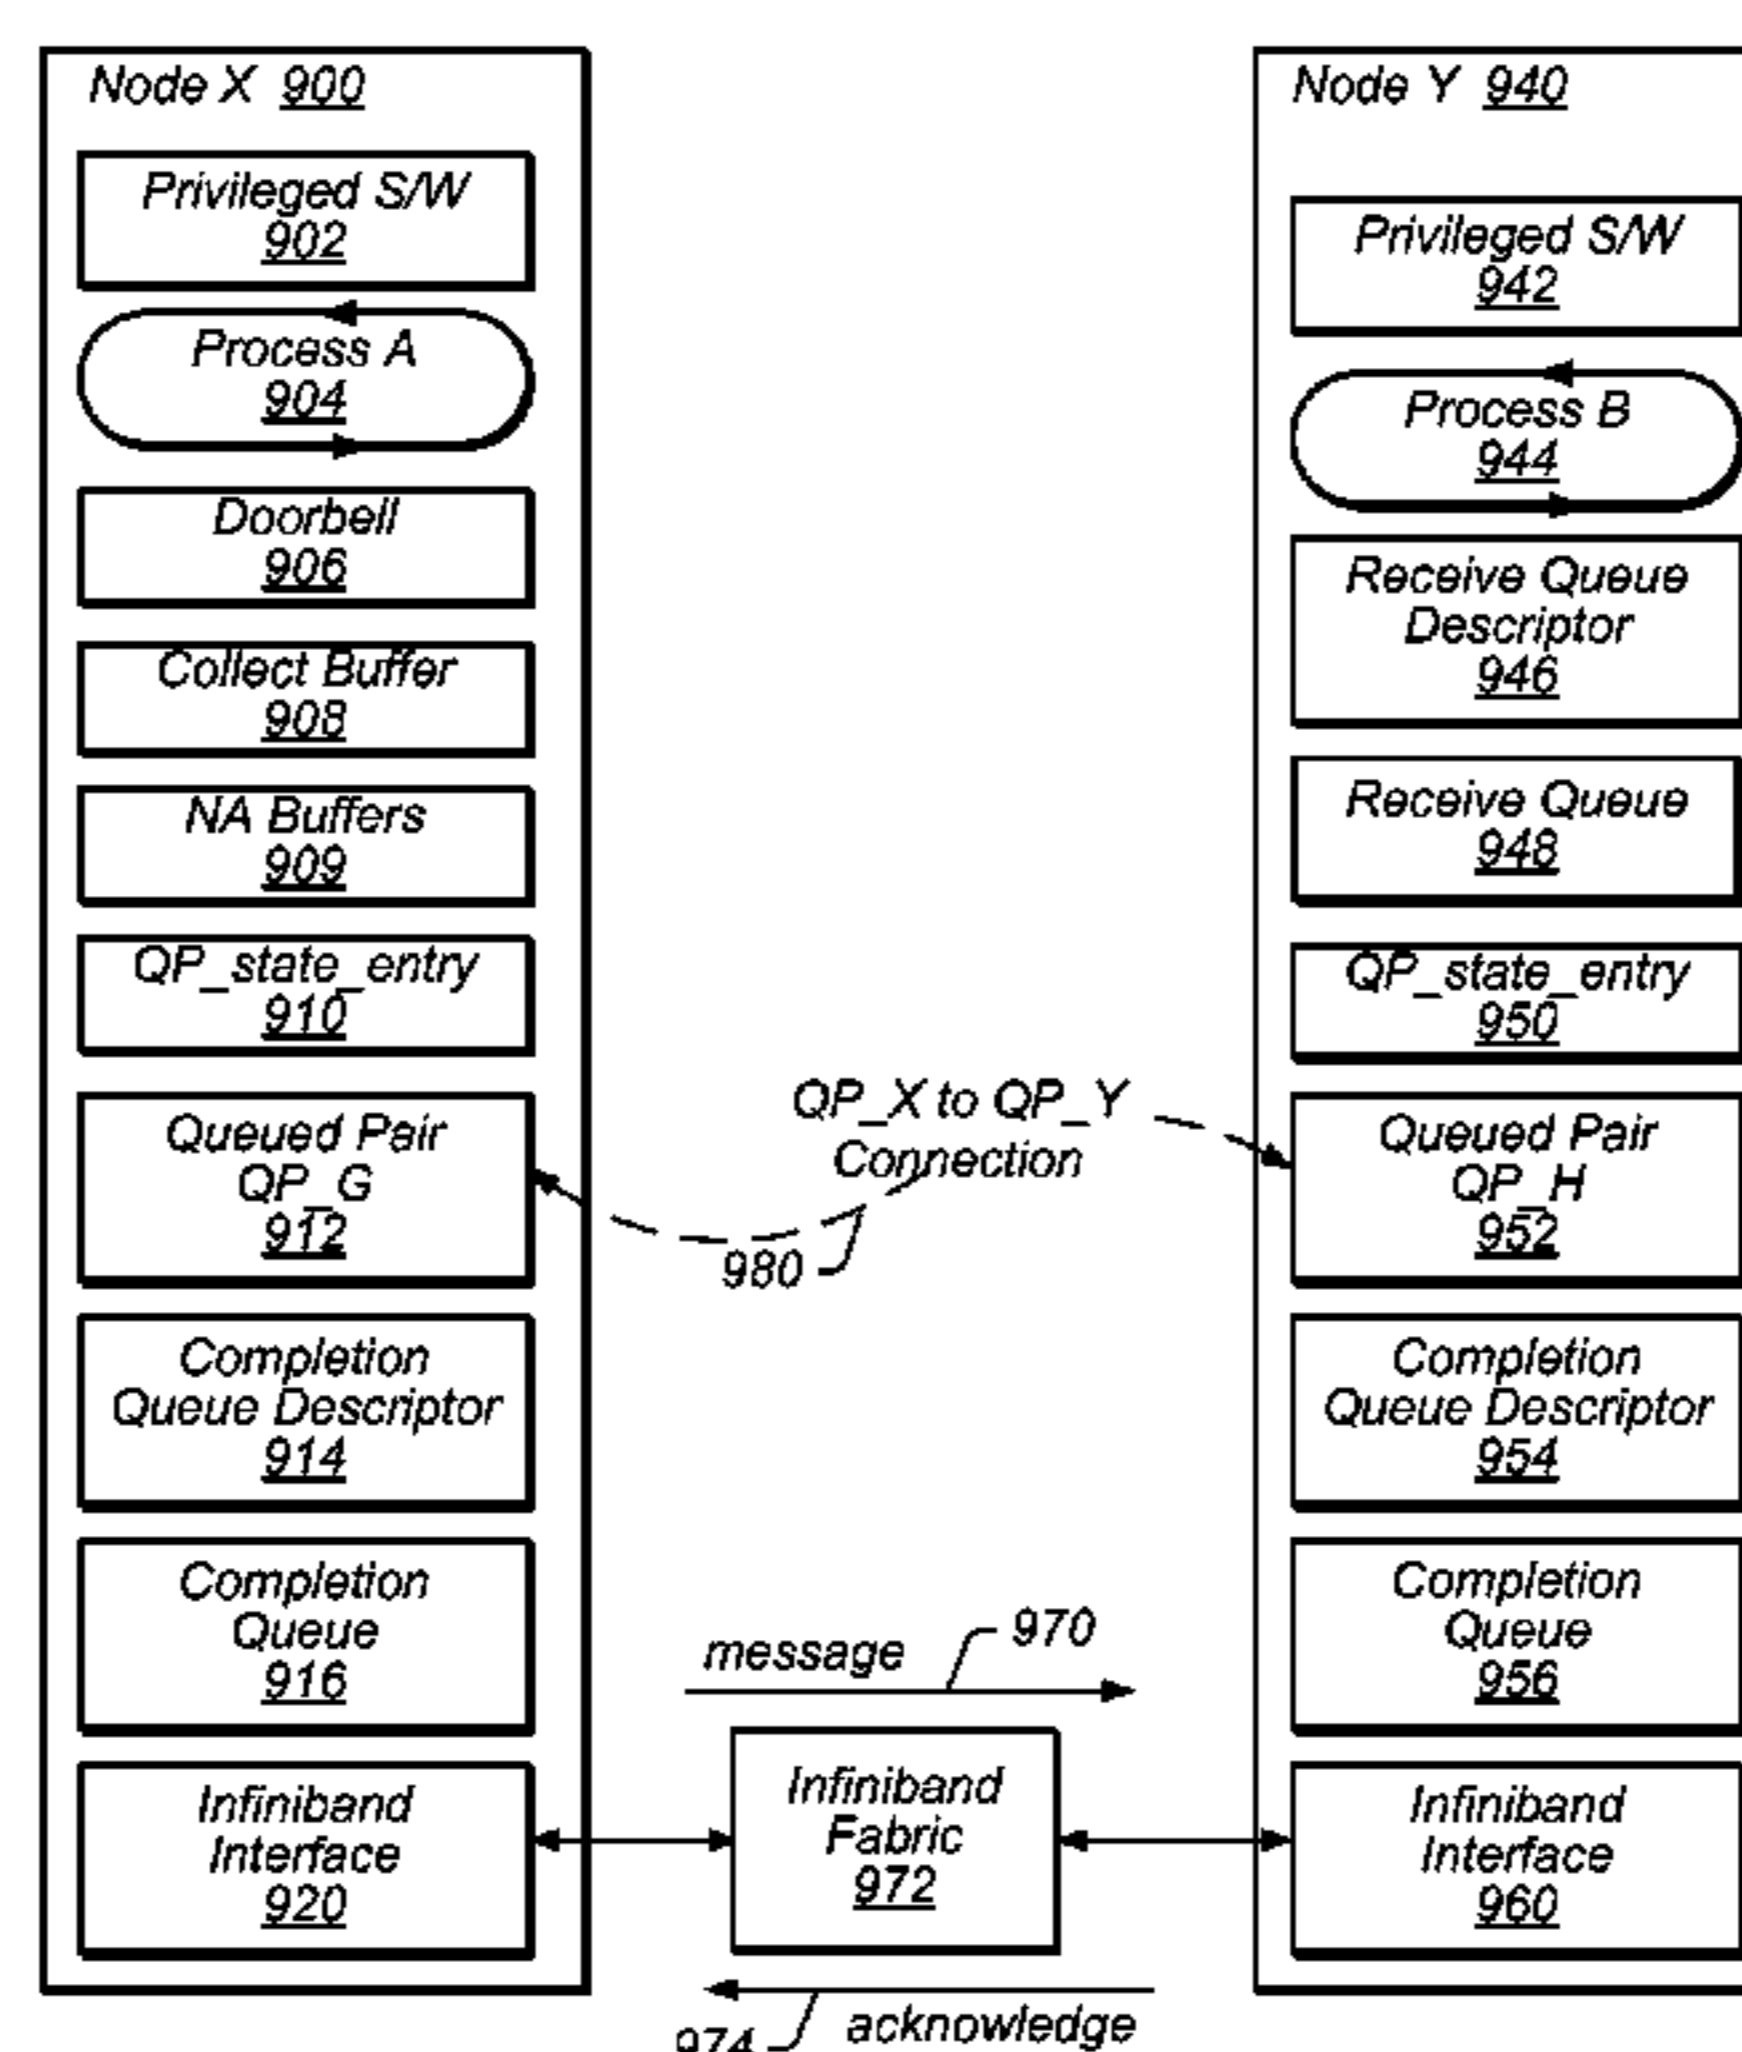 Node X 900
Privileged S/W
902
Process A
904
Doorbell
906
Collect Buffer
908
NA Buffers
909
QP_state_entry
910
Queued Pair
QP_G
912
Completion
Queue Descriptor
914
Completion
Queue
916
Infiniband
Interface
920
QP_X to QP_Y
Connection
980
message
970
Infiniband
Fabric
972
acknowledge
974
Node Y 940
Privileged S/W
942
Process B
944
Receive Queue
Descriptor
946
Receive Queue
948
QP_state_entry
950
Queued Pair
QP_H
952
Completion
Queue Descriptor
954
Completion
Queue
956
Infiniband
Interface
960